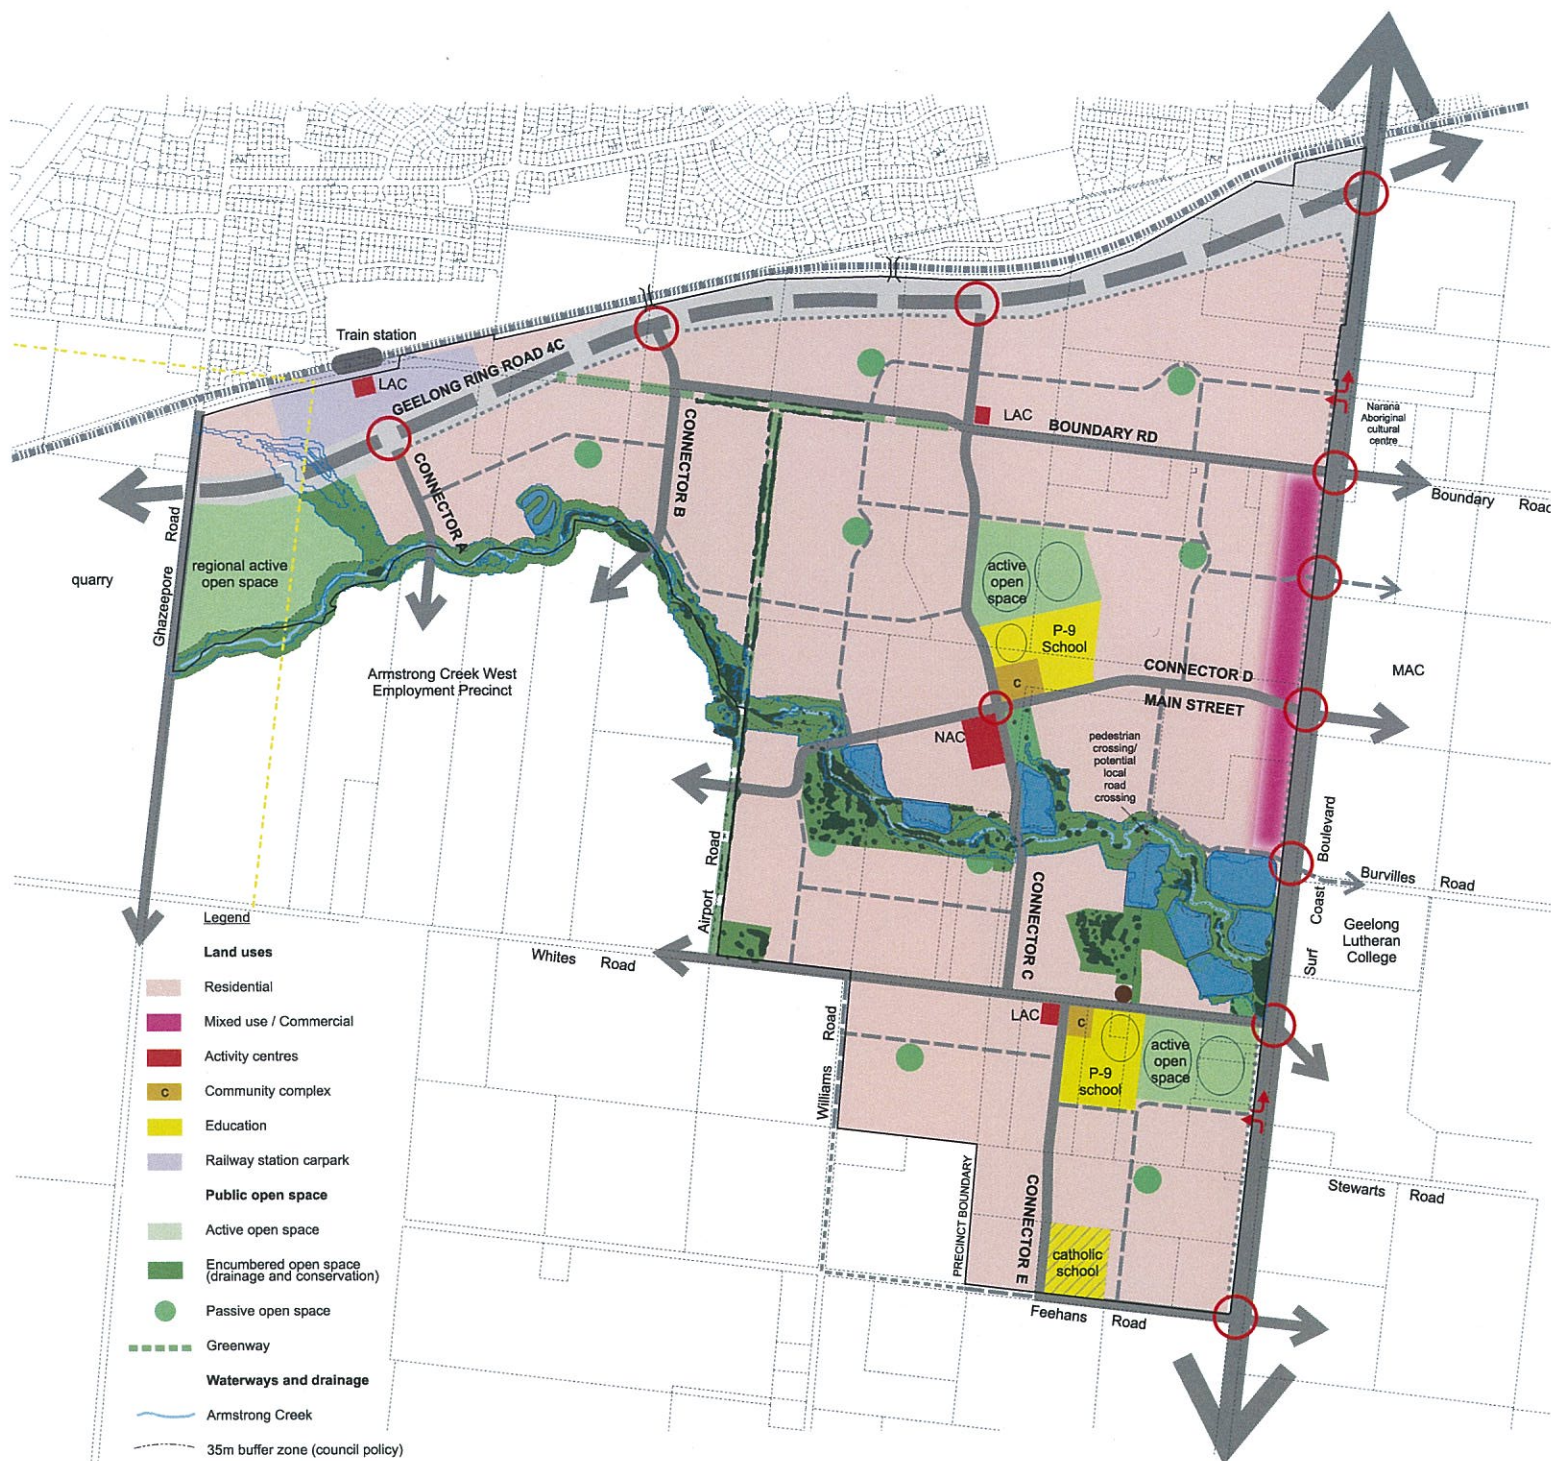 Train station
LAC
GEELONG RING ROAD 4C
CONNECTOR A
CONNECTOR B
LAC
BOUNDARY RD
Narana
Aboriginal
cultural
centre
Boundary Road
Ghazeepore Road
quarry
regional active
open space
active
open
space
P-9
School
c
CONNECTOR D
MAIN STREET
MAC
Armstrong Creek West
Employment Precinct
NAC
pedestrian
crossing/
potential
local
road
crossing
Airport Road
CONNECTOR C
Surf Coast Boulevard
Burvilles Road
Geelong
Lutheran
College
Whites Road
Williams Road
LAC
c
P-9
school
active
open
space
Stewarts Road
PRECINCT BOUNDARY
CONNECTOR E
catholic
school
Feehans Road
Legend
Land uses
Residential
Mixed use / Commercial
Activity centres
c Community complex
Education
Railway station carpark
Public open space
Active open space
Encumbered open space
(drainage and conservation)
Passive open space
Greenway
Waterways and drainage
Armstrong Creek
35m buffer zone (council policy)